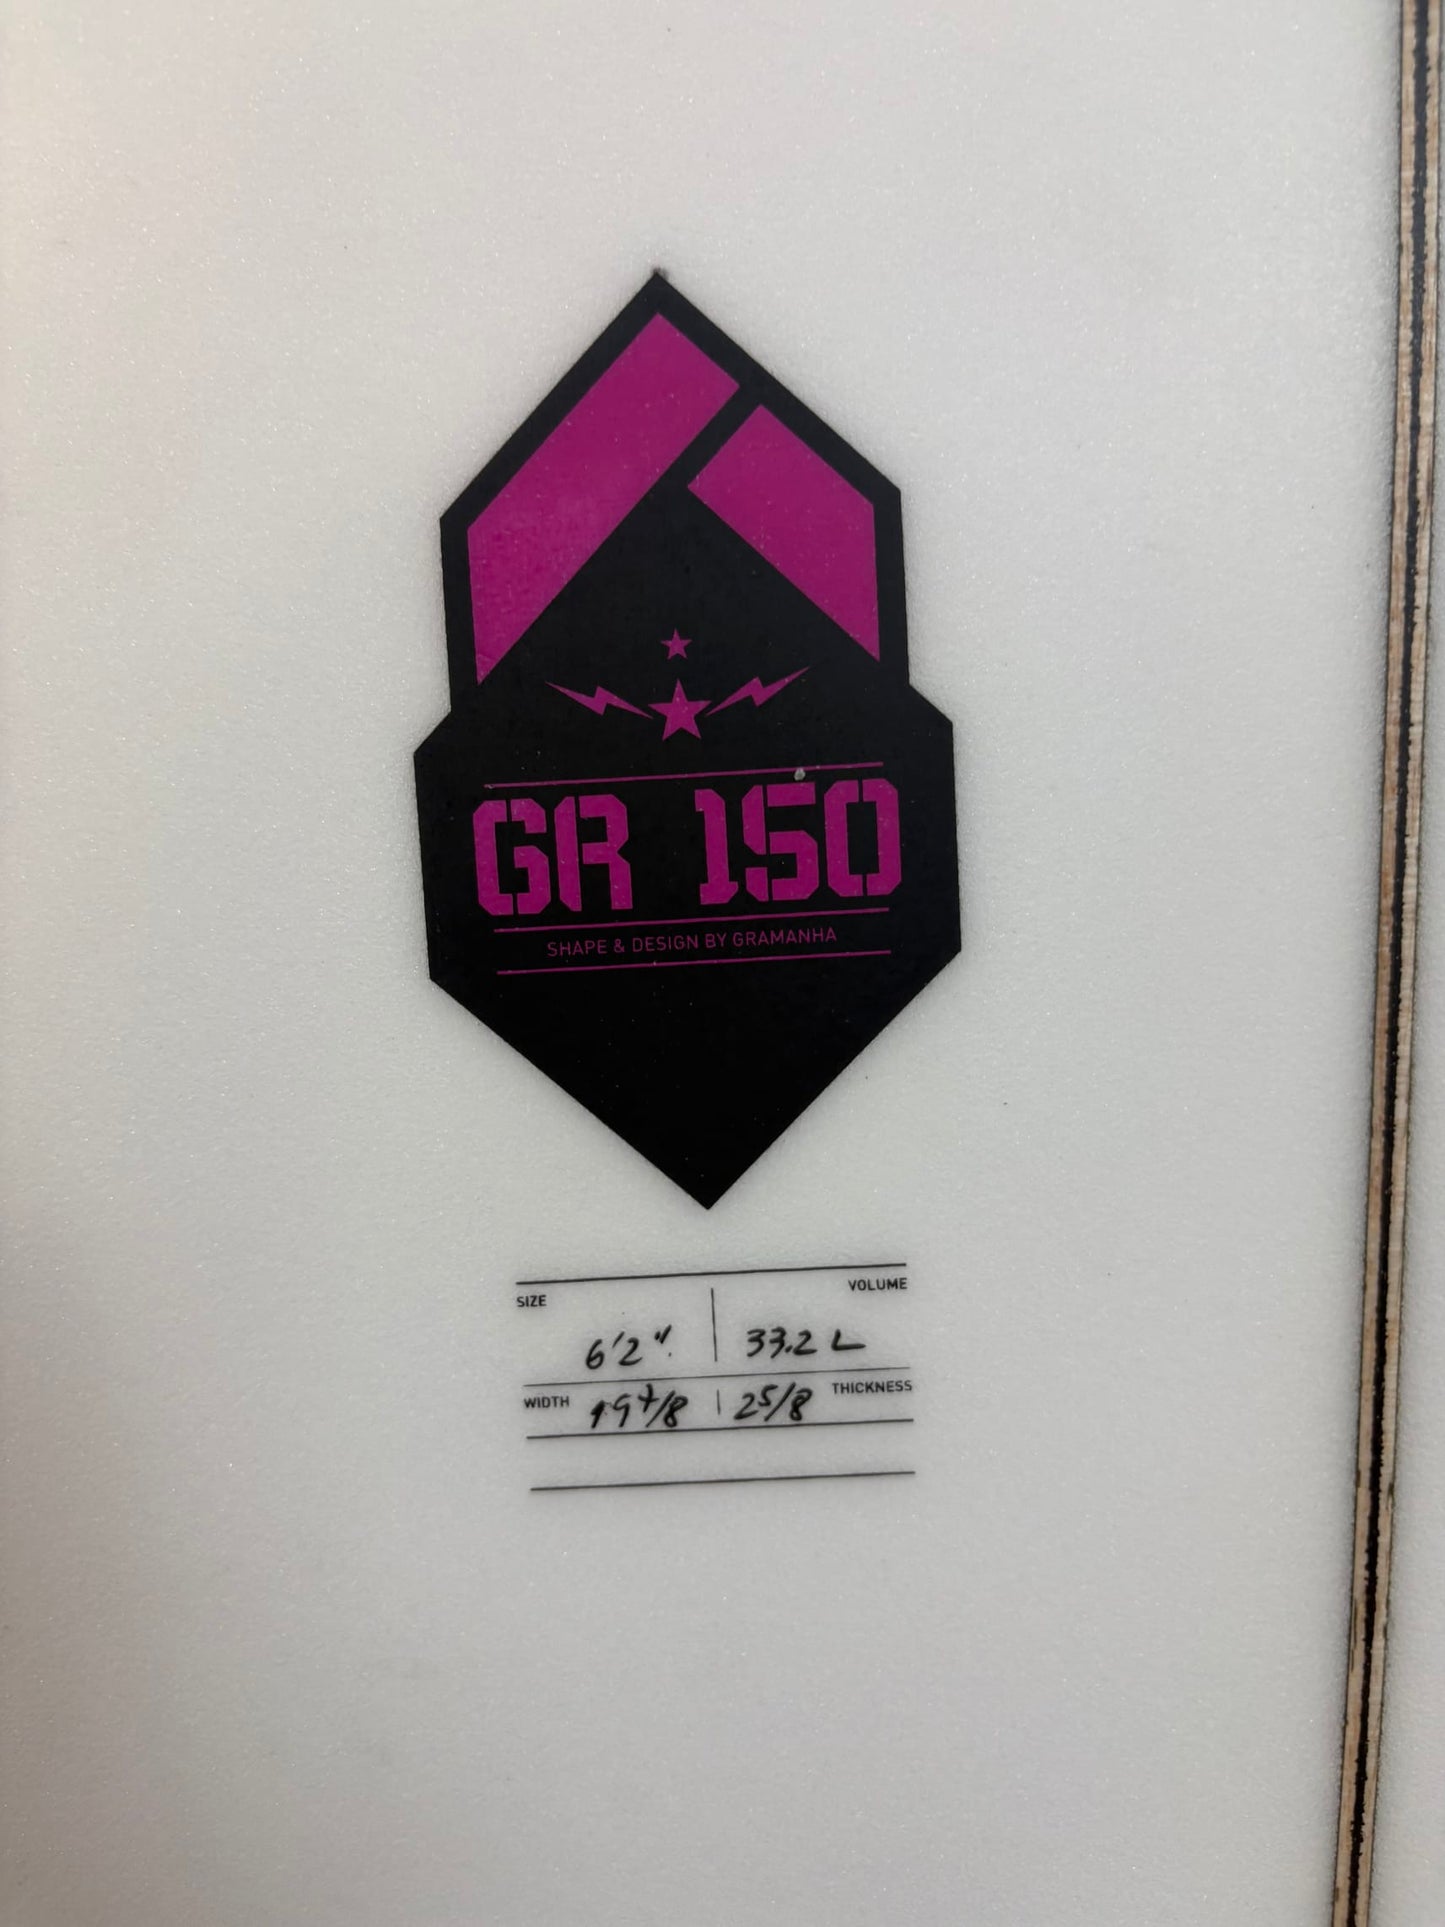 GR 150
SHAPE & DESIGN BY GRAMANHA
SIZE VOLUME
6'2" 33.2 L
WIDTH 19 7/8 2 5/8 THICKNESS